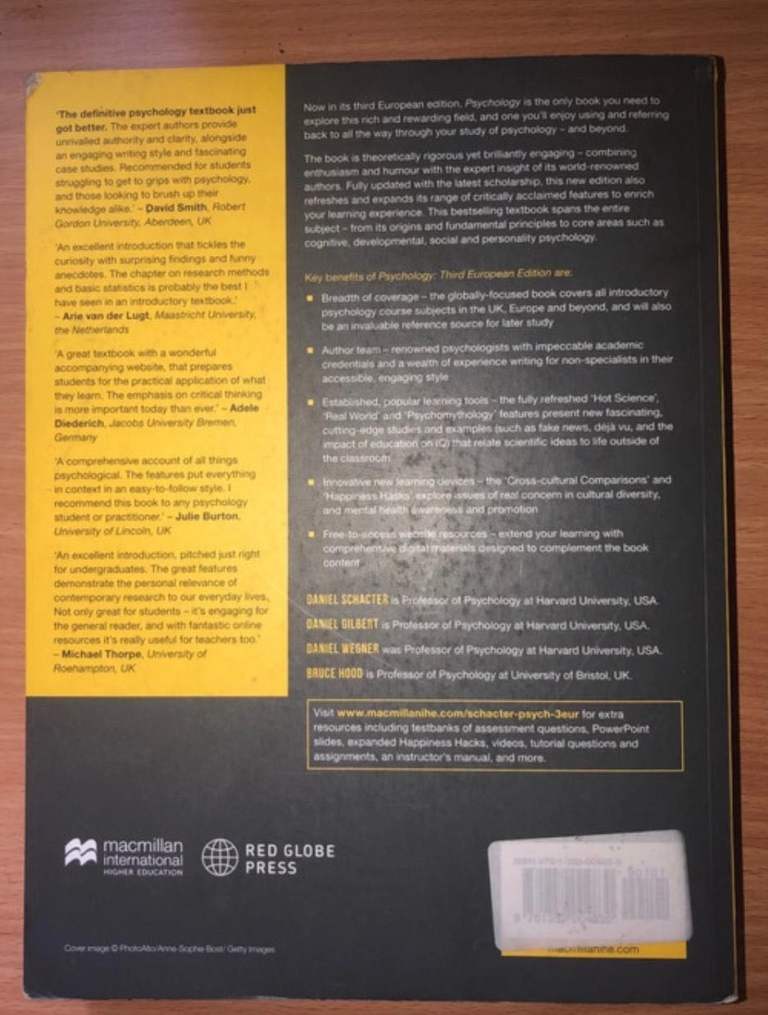 'The definitive psychology textbook just
got better. The expert authors provide
unrivalled authority and clarity, alongside
an engaging writing style and fascinating
case studies. Recommended for students
struggling to get to grips with psychology,
and those looking to brush up their
knowledge alike.' – David Smith, Robert
Gordon University, Aberdeen, UK
'An excellent introduction that tickles the
curiosity with surprising findings and funny
anecdotes. The chapter on research methods
and basic statistics is probably the best I
have seen in an introductory textbook.'
– Arie van der Lugt, Maastricht University,
the Netherlands
'A great textbook with a wonderful
accompanying website, that prepares
students for the practical application of what
they learn. The emphasis on critical thinking
is more important today than ever.' – Adele
Diederich, Jacobs University Bremen,
Germany
'A comprehensive account of all things
psychological. The features put everything
in context in an easy-to-follow style. I
recommend this book to any psychology
student or practitioner.' – Julie Burton,
University of Lincoln, UK
'An excellent introduction, pitched just right
for undergraduates. The great features
demonstrate the personal relevance of
contemporary research to our everyday lives.
Not only great for students – it's engaging for
the general reader, and with fantastic online
resources it's really useful for teachers too.'
– Michael Thorpe, University of
Roehampton, UK
Now in its third European edition, Psychology is the only book you need to
explore this rich and rewarding field, and one you'll enjoy using and referring
back to all the way through your study of psychology – and beyond.
The book is theoretically rigorous yet brilliantly engaging – combining
enthusiasm and humour with the expert insight of its world-renowned
authors. Fully updated with the latest scholarship, this new edition also
refreshes and expands its range of critically acclaimed features to enrich
your learning experience. This bestselling textbook spans the entire
subject – from its origins and fundamental principles to core areas such as
cognitive, developmental, social and personality psychology.
Key benefits of Psychology: Third European Edition are:
▪ Breadth of coverage – the globally-focused book covers all introductory
psychology course subjects in the UK, Europe and beyond, and will also
be an invaluable reference source for later study
▪ Author team – renowned psychologists with impeccable academic
credentials and a wealth of experience writing for non-specialists in their
accessible, engaging style
▪ Established, popular learning tools – the fully refreshed 'Hot Science',
'Real World' and 'Psychomythology' features present new fascinating,
cutting-edge studies and examples (such as fake news, déjà vu, and the
impact of education on IQ) that relate scientific ideas to life outside of
the classroom
▪ Innovative new learning devices – the 'Cross-cultural Comparisons' and
'Happiness Hacks' explore issues of real concern in cultural diversity,
and mental health awareness and promotion
▪ Free-to-access website resources – extend your learning with
comprehensive digital materials designed to complement the book
content
DANIEL SCHACTER is Professor of Psychology at Harvard University, USA.
DANIEL GILBERT is Professor of Psychology at Harvard University, USA.
DANIEL WEGNER was Professor of Psychology at Harvard University, USA.
BRUCE HOOD is Professor of Psychology at University of Bristol, UK.
Visit www.macmillanihe.com/schacter-psych-3eur for extra
resources including testbanks of assessment questions, PowerPoint
slides, expanded Happiness Hacks, videos, tutorial questions and
assignments, an instructor's manual, and more.
macmillan
international
HIGHER EDUCATION
RED GLOBE
PRESS
Cover image © PhotoAlto/Anne-Sophie Bost/ Getty Images
macmillanihe.com